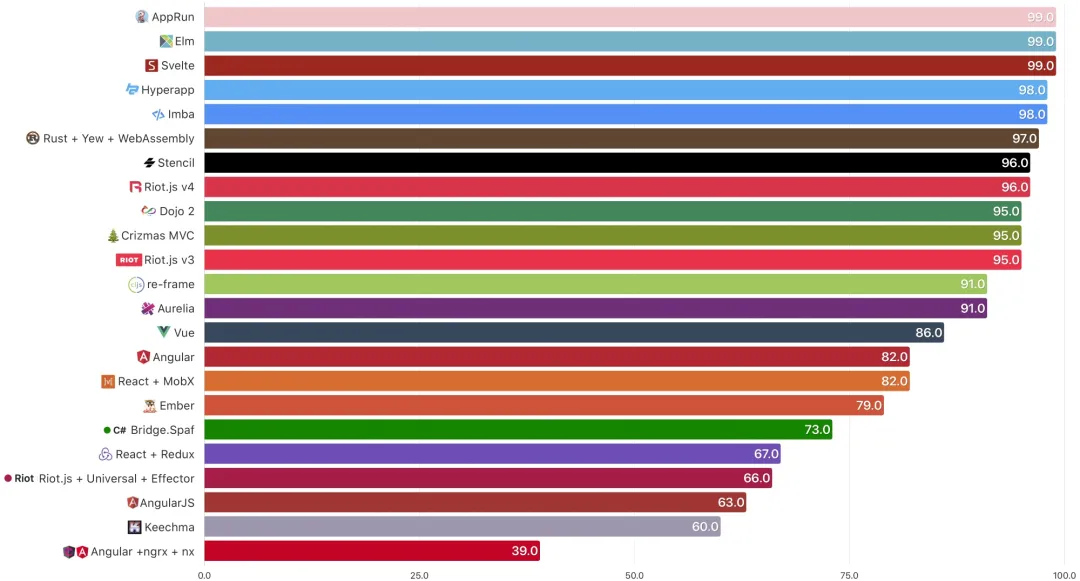 AppRun 99.0
Elm 99.0
S Svelte 99.0
Hyperapp 98.0
Imba 98.0
R Rust + Yew + WebAssembly 97.0
Stencil 96.0
R Riot.js v4 96.0
Dojo 2 95.0
Crizmas MVC 95.0
RIOT Riot.js v3 95.0
cljs re-frame 91.0
Aurelia 91.0
Vue 86.0
A Angular 82.0
M React + MobX 82.0
Ember 79.0
C# Bridge.Spaf 73.0
React + Redux 67.0
Riot Riot.js + Universal + Effector 66.0
A AngularJS 63.0
K Keechma 60.0
A Angular +ngrx + nx 39.0
0.0 25.0 50.0 75.0 100.0